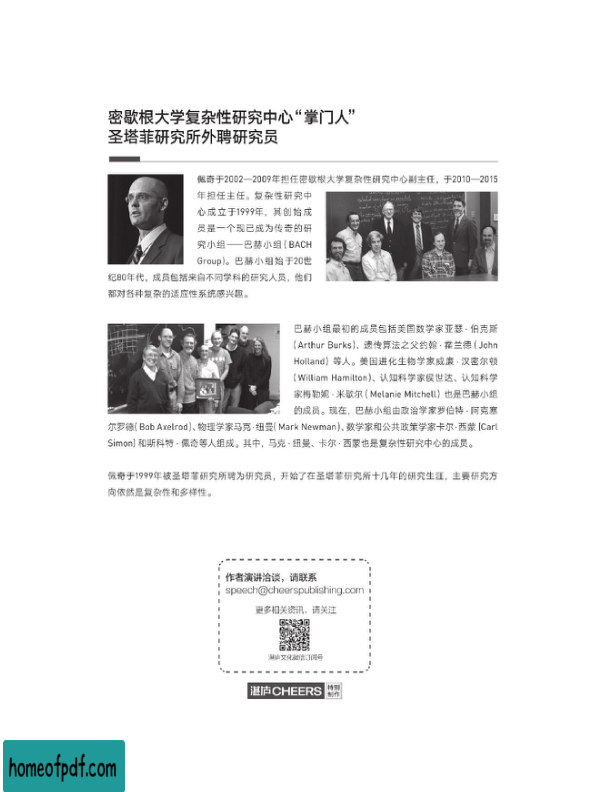 密歇根大学复杂性研究中心“掌门人”
圣塔菲研究所外聘研究员
佩奇于2002—2009年担任密歇根大学复杂性研究中心副主任，于2010—2015
年担任主任。复杂性研究中
心成立于1999年，其创始成
员是一个现已成为传奇的研
究小组——巴赫小组（BACH
Group）。巴赫小组始于20世
纪80年代，成员包括来自不同学科的研究人员，他们
都对各种复杂的适应性系统感兴趣。
巴赫小组最初的成员包括美国数学家亚瑟·伯克斯
（Arthur Burks）、遗传算法之父约翰·霍兰德（John
Holland）等人。美国进化生物学家威廉·汉密尔顿
（William Hamilton）、认知科学家侯世达、认知科学
家梅勒妮·米歇尔（Melanie Mitchell）也是巴赫小组
的成员。现在，巴赫小组由政治学家罗伯特·阿克塞
尔罗德（Bob Axelrod）、物理学家马克·纽曼（Mark Newman）、数学家和公共政策学家卡尔·西蒙（Carl
Simon）和斯科特·佩奇等人组成。其中，马克·纽曼、卡尔·西蒙也是复杂性研究中心的成员。
佩奇于1999年被圣塔菲研究所聘为研究员，开始了在圣塔菲研究所十几年的研究生涯，主要研究方
向依然是复杂性和多样性。
作者演讲洽谈，请联系
speech@cheerspublishing.com
更多相关资讯，请关注
湛庐文化微信订阅号
湛庐CHEERS 特别制作
homeofpdf.com